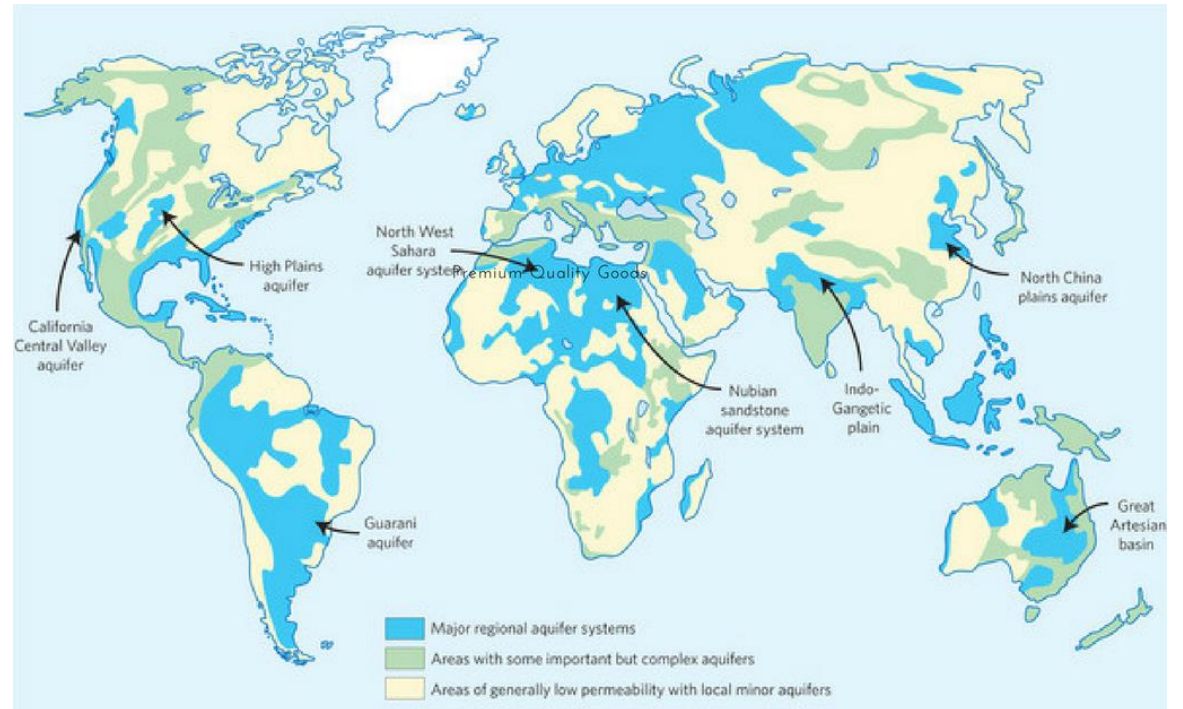 North West
Sahara
aquifer system
Premium Quality Goods
High Plains
aquifer
North China
plains aquifer
California
Central Valley
aquifer
Nubian
sandstone
aquifer system
Indo-
Gangetic
plain
Guarani
aquifer
Great
Artesian
basin
Major regional aquifer systems
Areas with some important but complex aquifers
Areas of generally low permeability with local minor aquifers